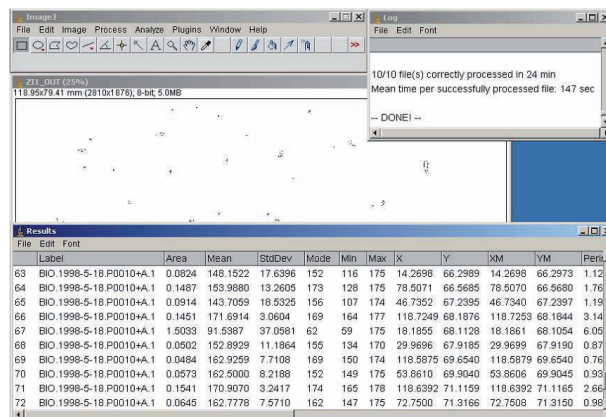 ImageJ
File Edit Image Process Analyze Plugins Window Help
>>
Log
File Edit Font
10/10 file(s) correctly processed in 24 min
Mean time per successfully processed file: 147 sec
-- DONE! --
ZI1_OUT (25%)
118.95x79.41 mm (2810x1876); 8-bit; 5.0MB
Results
File Edit Font
Label Area Mean StdDev Mode Min Max X Y XM YM Perim
63 BIO.1998-5-18.P0010+A.1 0.0824 148.1522 17.6396 152 116 175 14.2698 66.2989 14.2698 66.2973 1.12
64 BIO.1998-5-18.P0010+A.1 0.1487 153.9880 13.2605 173 128 175 78.5071 66.5685 78.5070 66.5680 1.76
65 BIO.1998-5-18.P0010+A.1 0.0914 143.7059 18.5325 156 107 174 46.7352 67.2395 46.7340 67.2397 1.19
66 BIO.1998-5-18.P0010+A.1 0.1451 171.6914 3.0604 169 164 177 118.7249 68.1876 118.7253 68.1844 3.14
67 BIO.1998-5-18.P0010+A.1 1.5033 91.5387 37.0581 62 59 175 18.1855 68.1128 18.1861 68.1054 6.05
68 BIO.1998-5-18.P0010+A.1 0.0502 152.8929 11.1864 155 134 170 29.9696 67.9185 29.9699 67.9190 0.87
69 BIO.1998-5-18.P0010+A.1 0.0484 162.9259 7.7108 169 150 174 118.5875 69.6540 118.5879 69.6540 0.76
70 BIO.1998-5-18.P0010+A.1 0.0573 162.5000 8.2188 152 149 175 53.8610 69.9040 53.8606 69.9045 0.93
71 BIO.1998-5-18.P0010+A.1 0.1541 170.9070 3.2417 174 165 178 118.6392 71.1159 118.6392 71.1165 2.66
72 BIO.1998-5-18.P0010+A.1 0.0645 162.7778 7.5710 162 147 175 72.7500 71.3166 72.7508 71.3150 0.98